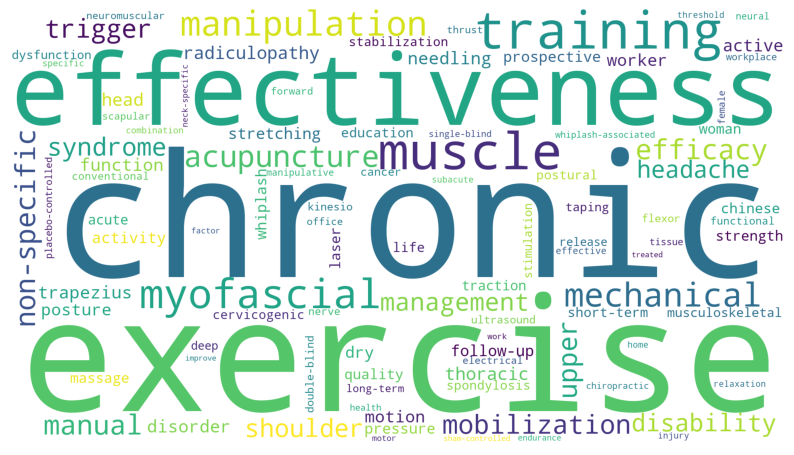 neuromuscular
trigger
manipulation
thrust
training
threshold
neural
dysfunction
radiculopathy
stabilization
needling
prospective
worker
active
workplace
specific
head
effectiveness
neck-specific
forward
scapular
combination
stretching
education
single-blind
whiplash-associated
female
woman
non-specific
syndrome
function
conventional
acupuncture
manipulative
muscle
cancer
subacute
postural
efficacy
headache
placebo-controlled
chronic
acute
activity
whiplash
factor
kinesio
office
laser
life
taping
release
effective
stimulation
tissue
treated
flexor
chinese
functional
strength
trapezius
posture
myofascial
cervicogenic
nerve
management
traction
ultrasound
mechanical
short-term
musculoskeletal
exercise
deep
improve
massage
double-blind
dry
quality
long-term
health
work
follow-up
electrical
thoracic
spondylosis
upper
home
chiropractic
relaxation
manual
disorder
shoulder
motion
pressure
motor
mobilization
sham-controlled
endurance
disability
injury